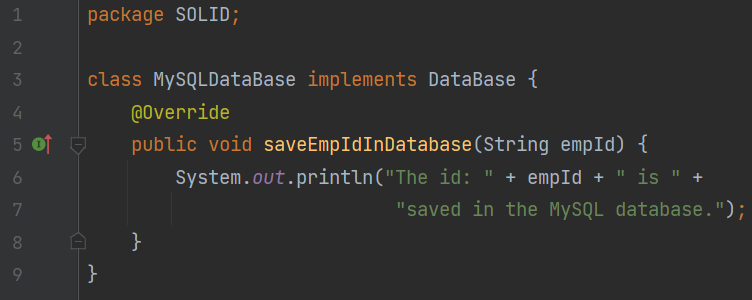 1 package SOLID;
2
3 class MySQLDataBase implements DataBase {
4 @Override
5 public void saveEmpIdInDatabase(String empId) {
6 System.out.println("The id: " + empId + " is " +
7 "saved in the MySQL database.");
8 }
9 }